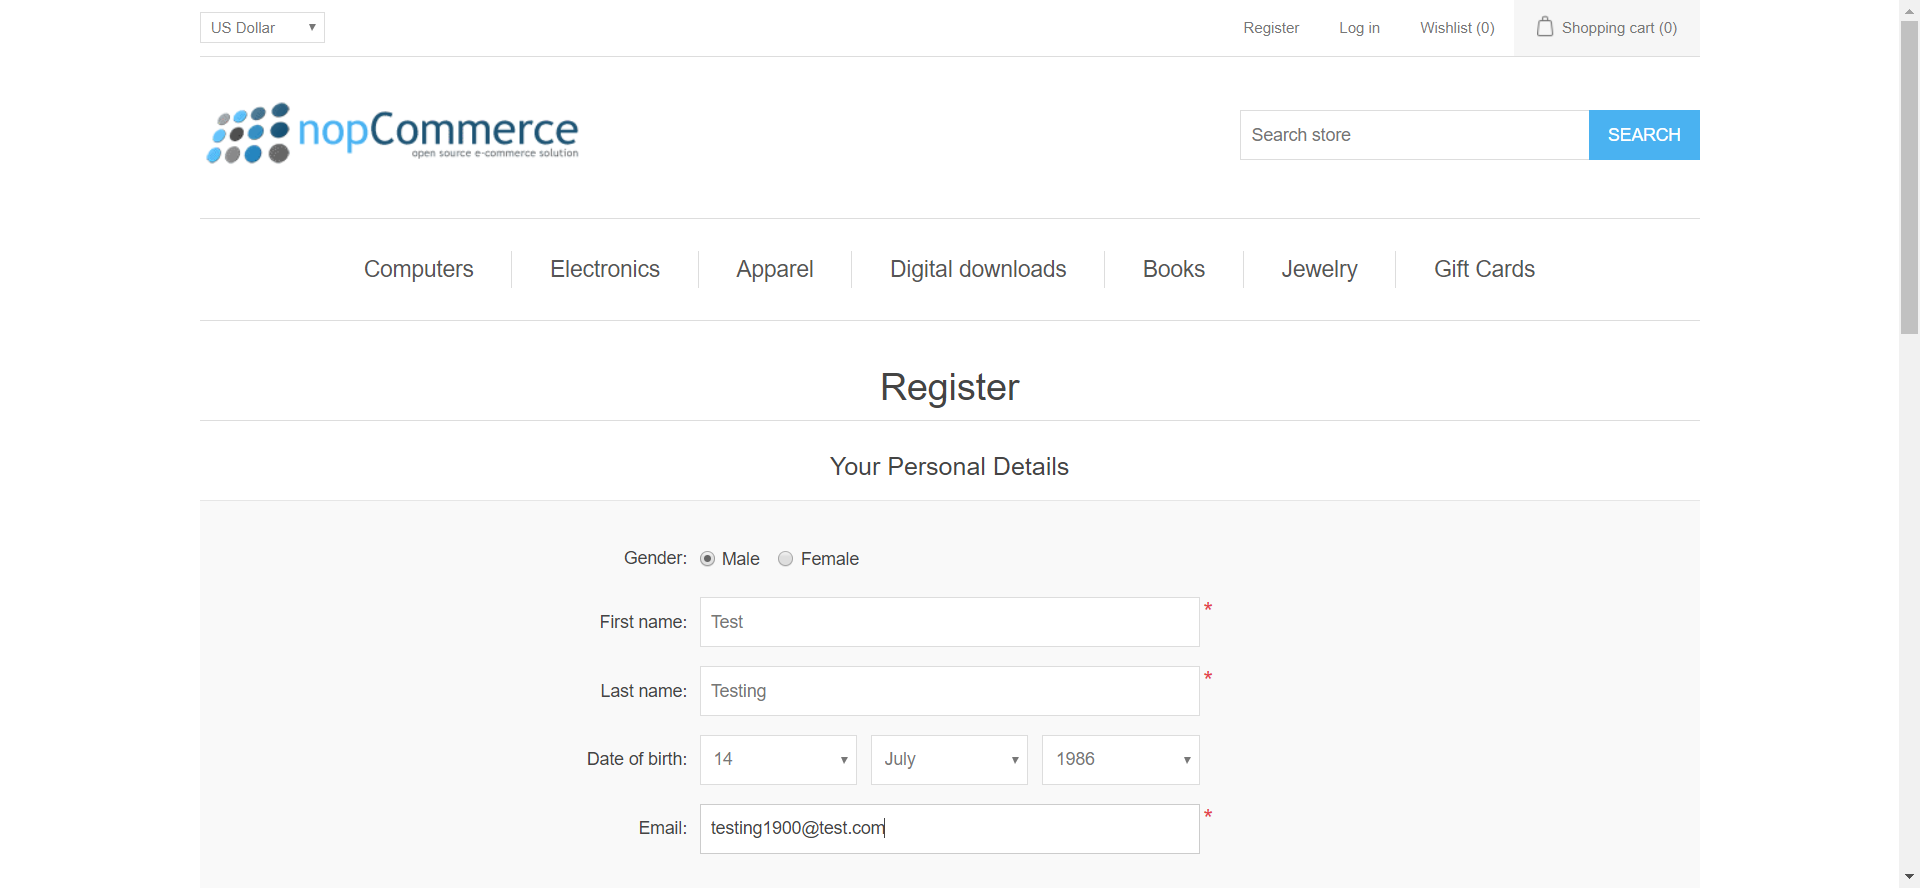 US Dollar
Register Log in Wishlist (0) Shopping cart (0)
nopCommerce
open source e-commerce solution
Search store SEARCH
Computers Electronics Apparel Digital downloads Books Jewelry Gift Cards
Register
Your Personal Details
Gender: Male Female
First name: Test *
Last name: Testing *
Date of birth: 14 July 1986
Email: testing1900@test.com *